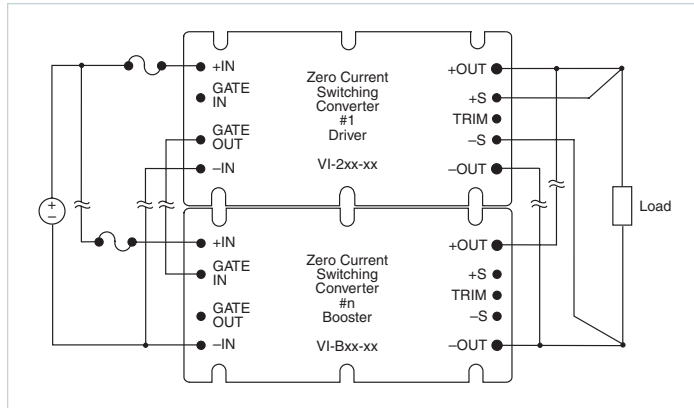 +IN
GATE
IN
GATE
OUT
–IN
Zero Current
Switching
Converter
#1
Driver
VI-2xx-xx
+OUT
+S
TRIM
–S
–OUT
+
–
Load
+IN
GATE
IN
GATE
OUT
–IN
Zero Current
Switching
Converter
#n
Booster
VI-Bxx-xx
+OUT
+S
TRIM
–S
–OUT